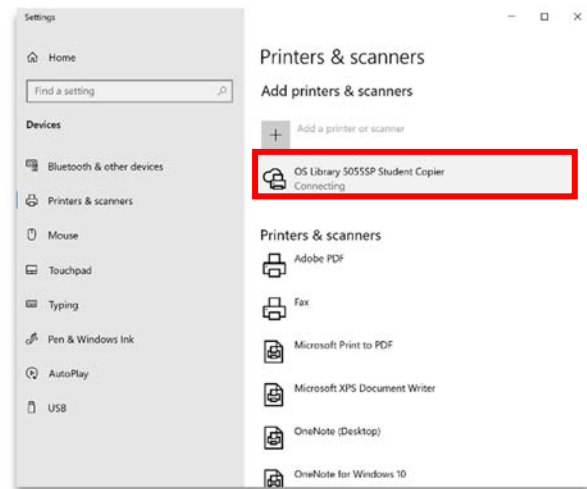 Settings
Home
Find a setting
Devices
Bluetooth & other devices
Printers & scanners
Mouse
Touchpad
Typing
Pen & Windows Ink
AutoPlay
USB
Printers & scanners
Add printers & scanners
Add a printer or scanner
OS Library 5055SP Student Copier
Connecting
Printers & scanners
Adobe PDF
Fax
Microsoft Print to PDF
Microsoft XPS Document Writer
OneNote (Desktop)
OneNote for Windows 10